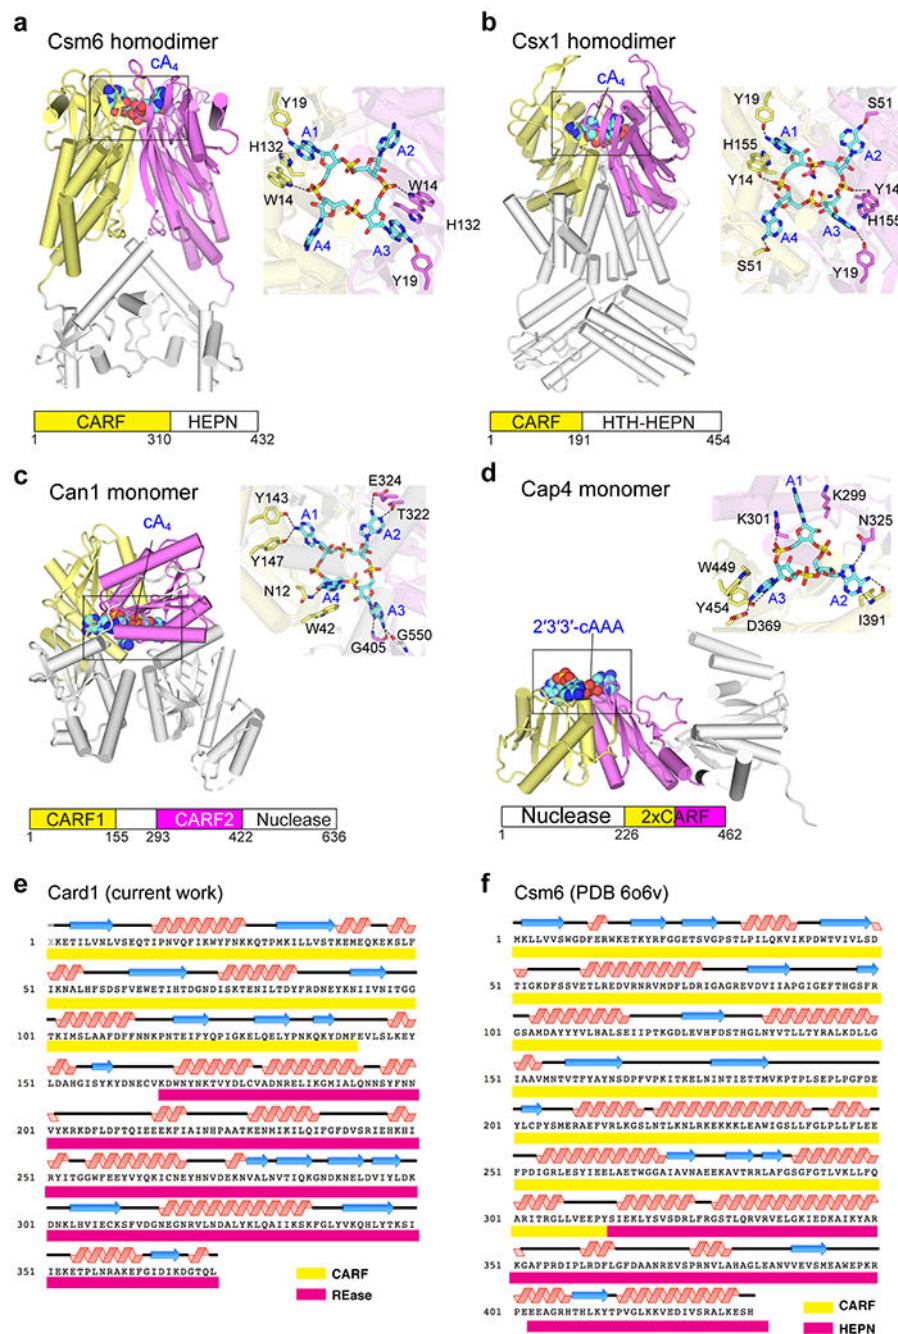 a
Csm6 homodimer
cA4
Y19
A1
A2
H132
W14
W14
H132
A4
A3
Y19
CARF HEPN
1 310 432
b
Csx1 homodimer
cA4
Y19
S51
A1
A2
H155
Y14
Y14
H155
A4
A3
S51
Y19
CARF HTH-HEPN
1 191 454
c
Can1 monomer
cA4
Y143
E324
T322
A1
A2
Y147
N12
A4
A3
W42
G405
G550
CARF1 CARF2 Nuclease
1 155 293 422 636
d
Cap4 monomer
A1
K299
K301
N325
W449
Y454
A3
A2
D369
I391
2'3'3'-cAAA
Nuclease 2xCARF
1 226 462
e
Card1 (current work)
1 XKETILVNLVSEQTIPNVQFIKWYFNKKQTPMKILLVSTKEMEQKEKSLF
51 IKNALHFSDSFVEWETIHTDGNDISKTENILTDYFRDNEYKNIIVNITGG
101 TKIMSLAAFDFFNNKPNTEIFYQPIGKELQELYPNKQKYDMFEVLSLKEY
151 LDAHGISYKYDNECVKDWNYNKTVYDLCVADNRELIKGMIALQNNSYFNN
201 VYKRKDFLDFTQIEEEKFIAINHPAATKENMIKILQIFGFDVSRIEHKHI
251 RYITGGWFEEYVYQKICNEYHNVDEKNVALNVTIQKGNDKNELDVIYLDK
301 DNKLHVIECKSFVDGNEGNRVLNDALYKLQAIIKSKFGLYVKQHLYTKSI
351 IEKETPLNRAKEFGIDIKDGTQL
CARF
REase
f
Csm6 (PDB 6o6v)
1 MKLLVVSWGDFERWKETKYRFGGETSVGPSTLPILQKVIKPDWTVIVLSD
51 TIGKDFSSVETLREDVRNRVMDFLDRIGAGREVDVIIAPGIGEFTHGSFR
101 GSAMDAYYYVLHALSEIIPTKGDLEVHFDSTHGLNYVTLLTYRALKDLLG
151 IAAVMNTVTFYAYNSDPFVPKITKELNINTIETTMVKPTPLSEPLPGFDE
201 YLCPYSMERAEFVRLKGSLNTLKNLRKEKKKLEAWIGSLLFGLPLLFLEE
251 FPDIGRLESYIEELAETWGGAIAVNAEEKAVTRRLAFGSGFGTLVKLLFQ
301 ARITRGLLVEEPYSIEKLYSVSDRLFRGSTLQRVRVELGKIEDKAIKYAR
351 KGAFPRDIPLRDFLGFDAANREVSPRNVLAHAGLEANVVEVSMEAWEPKR
401 PEEEAGRHTHLKYTPVGLKKVEDIVSRALKESH
CARF
HEPN